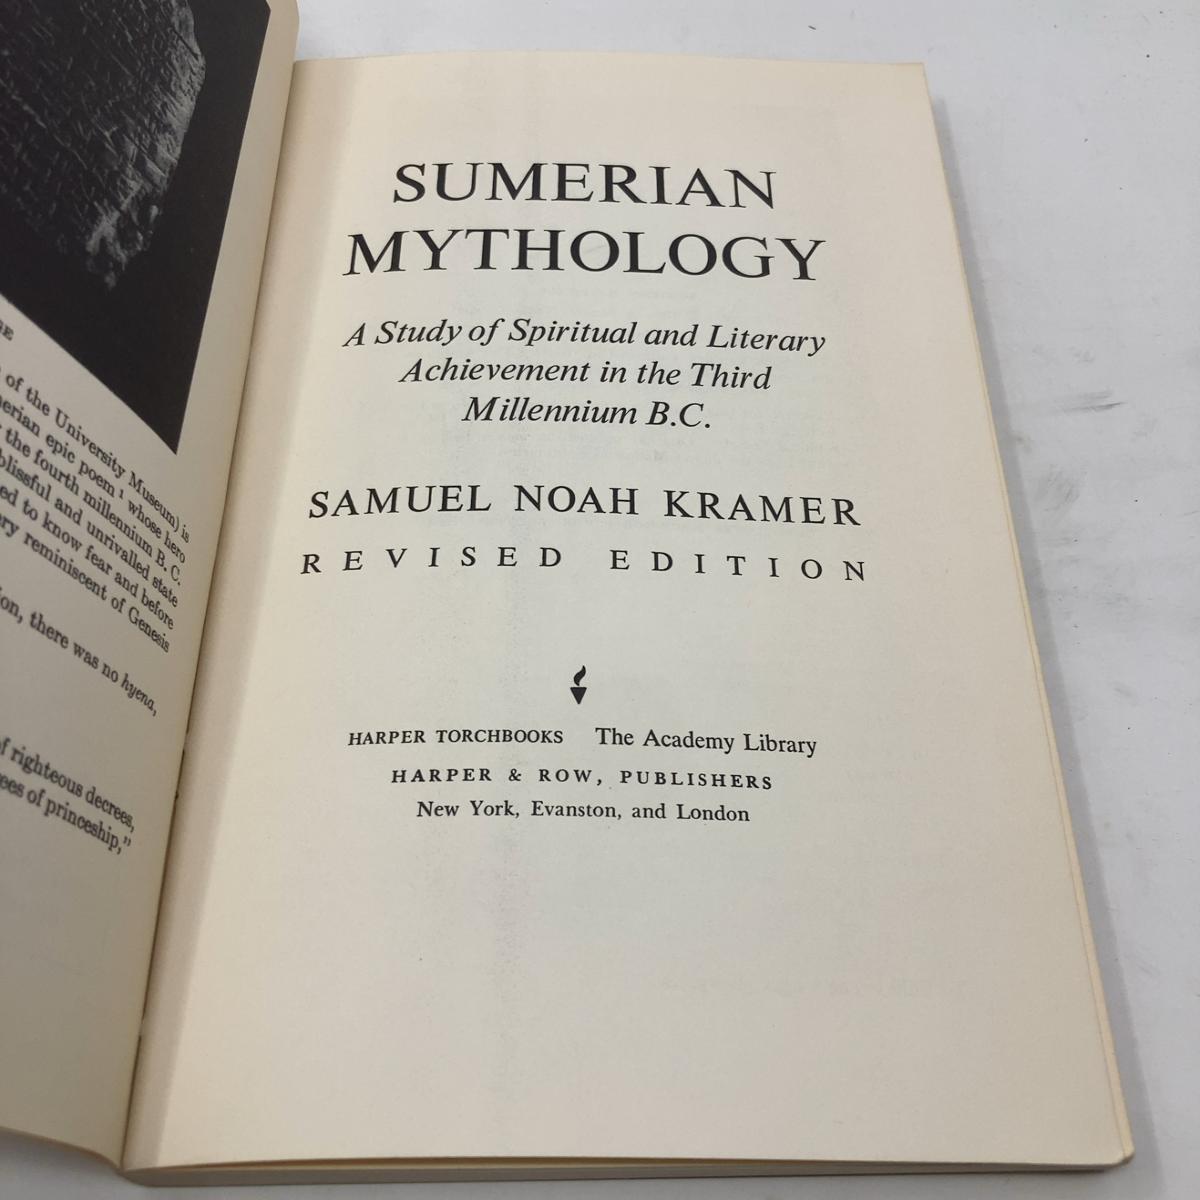 GE
of the University Museum) is
erian epic poem ¹ whose hero
the fourth millennium B. C.
blissful and unrivalled state
ed to know fear and before
ry reminiscent of Genesis
ion, there was no hyena,
f righteous decrees,
ees of princeship,"
SUMERIAN
MYTHOLOGY
A Study of Spiritual and Literary
Achievement in the Third
Millennium B.C.
SAMUEL NOAH KRAMER
REVISED EDITION
HARPER TORCHBOOKS The Academy Library
HARPER & ROW, PUBLISHERS
New York, Evanston, and London